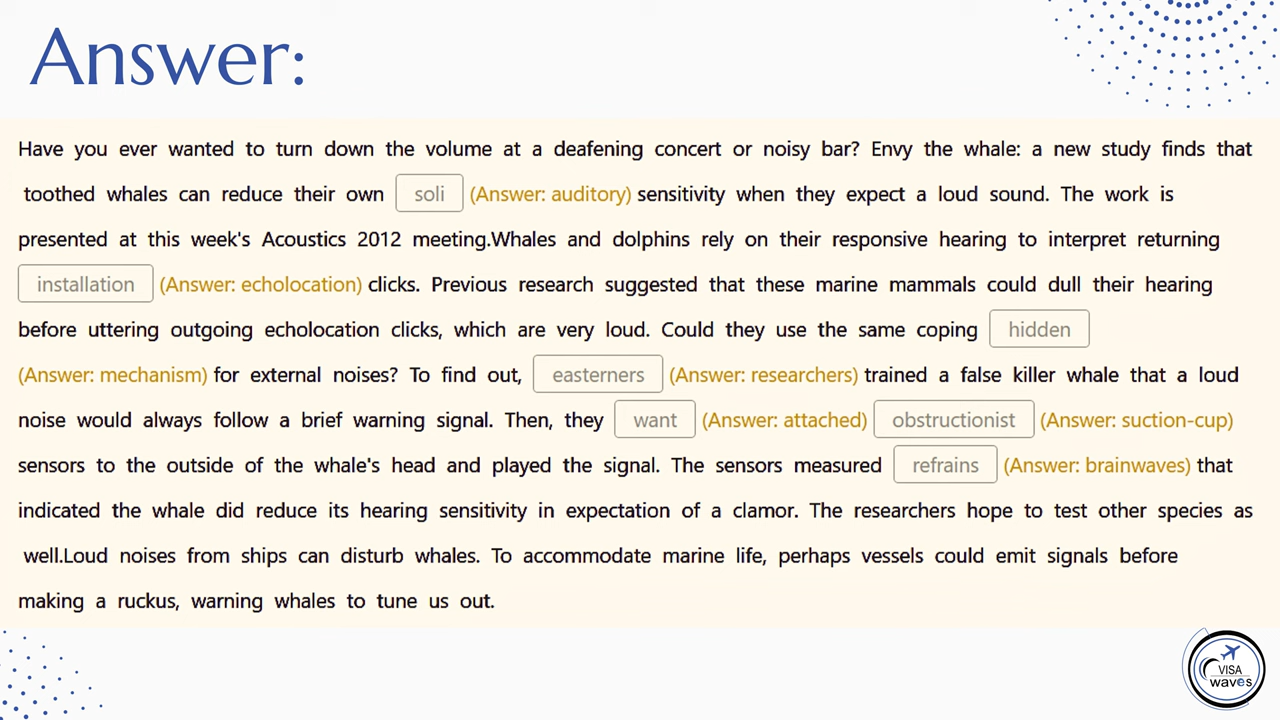 Answer:
Have you ever wanted to turn down the volume at a deafening concert or noisy bar? Envy the whale: a new study finds that
toothed whales can reduce their own soli (Answer: auditory) sensitivity when they expect a loud sound. The work is
presented at this week's Acoustics 2012 meeting.Whales and dolphins rely on their responsive hearing to interpret returning
installation (Answer: echolocation) clicks. Previous research suggested that these marine mammals could dull their hearing
before uttering outgoing echolocation clicks, which are very loud. Could they use the same coping hidden
(Answer: mechanism) for external noises? To find out, easterners (Answer: researchers) trained a false killer whale that a loud
noise would always follow a brief warning signal. Then, they want (Answer: attached) obstructionist (Answer: suction-cup)
sensors to the outside of the whale's head and played the signal. The sensors measured refrains (Answer: brainwaves) that
indicated the whale did reduce its hearing sensitivity in expectation of a clamor. The researchers hope to test other species as
well.Loud noises from ships can disturb whales. To accommodate marine life, perhaps vessels could emit signals before
making a ruckus, warning whales to tune us out.
VISA
waves